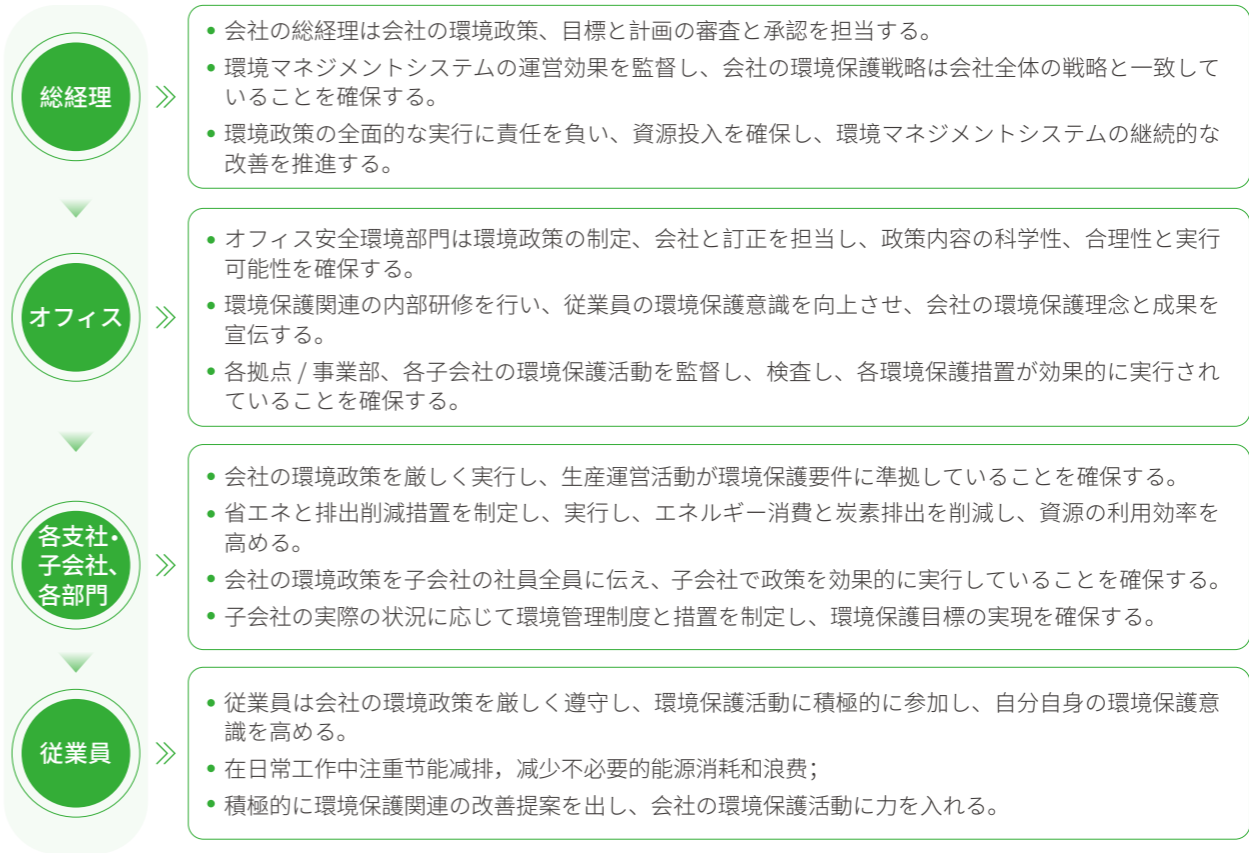 総経理
• 会社の総経理は会社の環境政策、目標と計画の審査と承認を担当する。
• 環境マネジメントシステムの運営効果を監督し、会社の環境保護戦略は会社全体の戦略と一致して
いることを確保する。
• 環境政策の全面的な実行に責任を負い、資源投入を確保し、環境マネジメントシステムの継続的な
改善を推進する。
オフィス
• オフィス安全環境部門は環境政策の制定、会社と訂正を担当し、政策内容の科学性、合理性と実行
可能性を確保する。
• 環境保護関連の内部研修を行い、従業員の環境保護意識を向上させ、会社の環境保護理念と成果を
宣伝する。
• 各拠点 / 事業部、各子会社の環境保護活動を監督し、検査し、各環境保護措置が効果的に実行され
ていることを確保する。
各支社・
子会社、
各部門
• 会社の環境政策を厳しく実行し、生産運営活動が環境保護要件に準拠していることを確保する。
• 省エネと排出削減措置を制定し、実行し、エネルギー消費と炭素排出を削減し、資源の利用効率を
高める。
• 会社の環境政策を子会社の社員全員に伝え、子会社で政策を効果的に実行していることを確保する。
• 子会社の実際の状況に応じて環境管理制度と措置を制定し、環境保護目標の実現を確保する。
従業員
• 従業員は会社の環境政策を厳しく遵守し、環境保護活動に積極的に参加し、自分自身の環境保護意
識を高める。
• 在日常工作中注重节能减排，减少不必要的能源消耗和浪费；
• 積極的に環境保護関連の改善提案を出し、会社の環境保護活動に力を入れる。